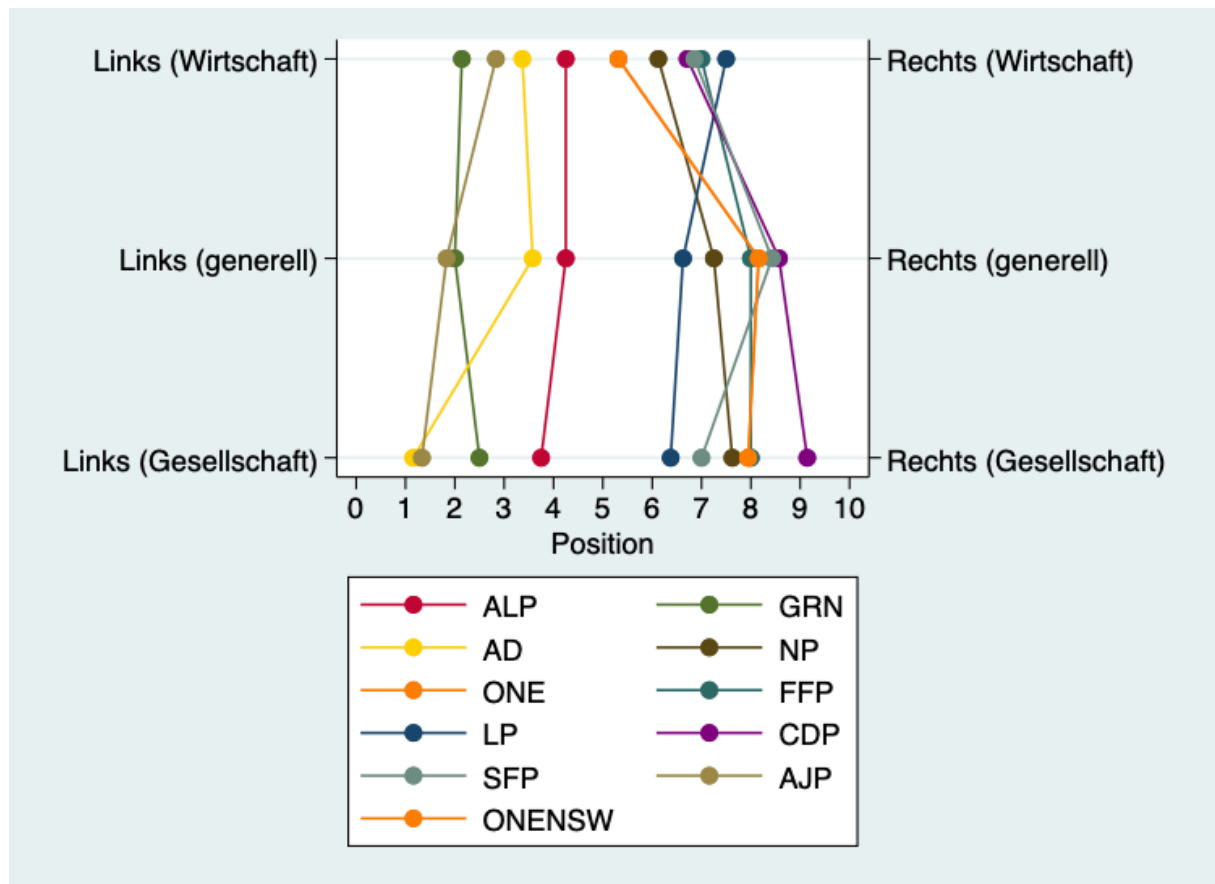 Links (Wirtschaft) Rechts (Wirtschaft)
Links (generell) Rechts (generell)
Links (Gesellschaft) Rechts (Gesellschaft)
0 1 2 3 4 5 6 7 8 9 10
Position
ALP GRN
AD NP
ONE FFP
LP CDP
SFP AJP
ONENSW